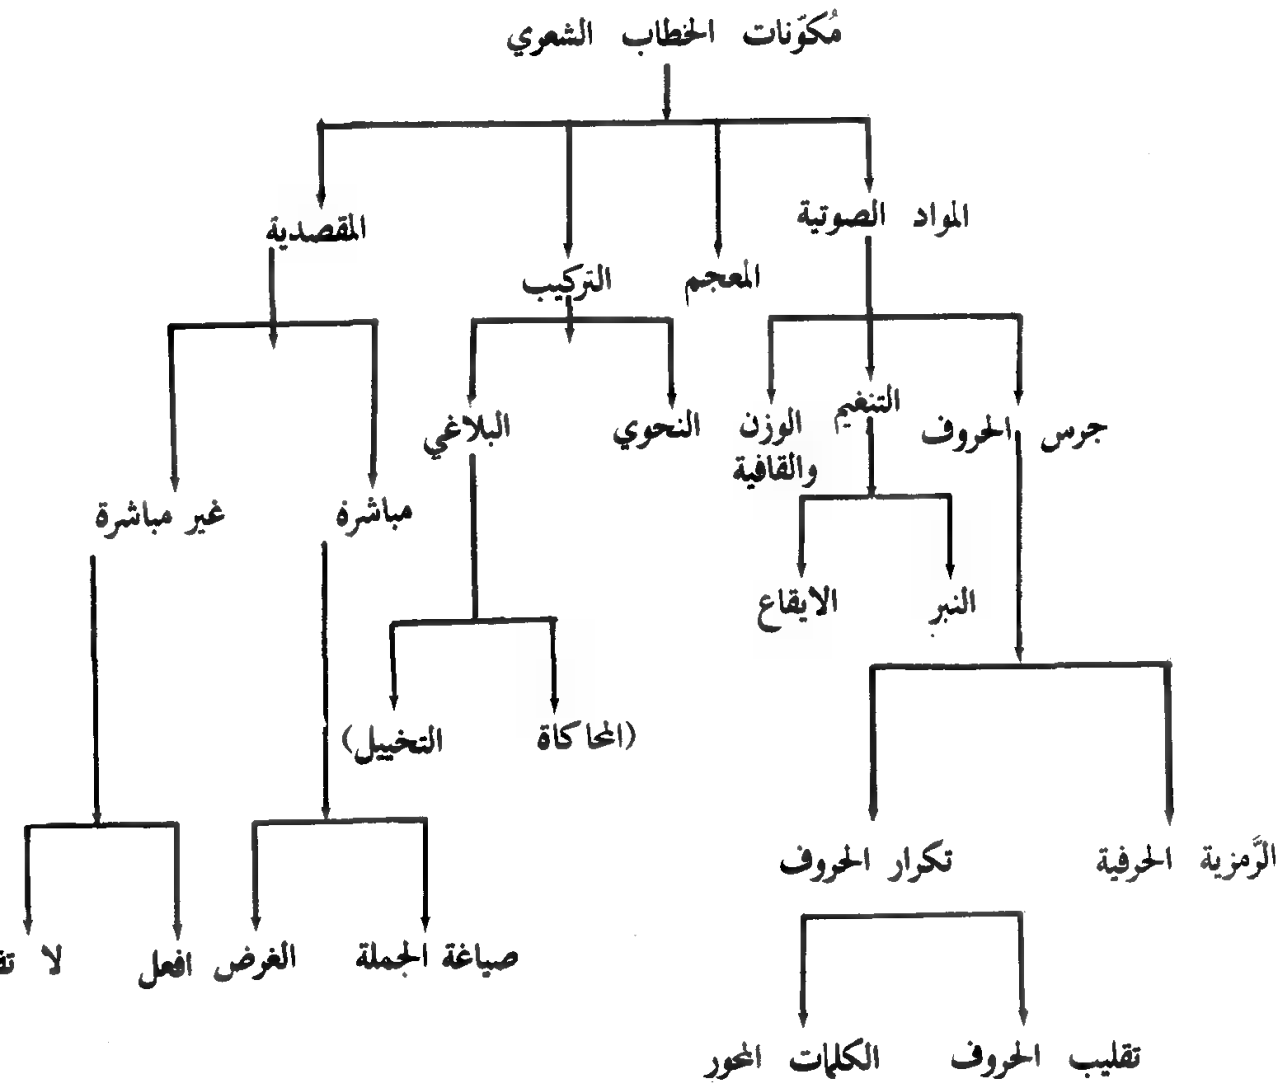 مُكوّنات الخطاب الشعري
المواد الصوتية
المعجم
التركيب
المقصدية
جرس الحروف
التنغيم
الوزن
والقافية
النحوي
البلاغي
مباشرة
غير مباشرة
النبر
الايقاع
(المحاكاة
التخييل)
الرَّمزية الحرفية
تكرار الحروف
صياغة الجملة
الغرض
افعل
لا
تقليب الحروف
الكلمات المحور